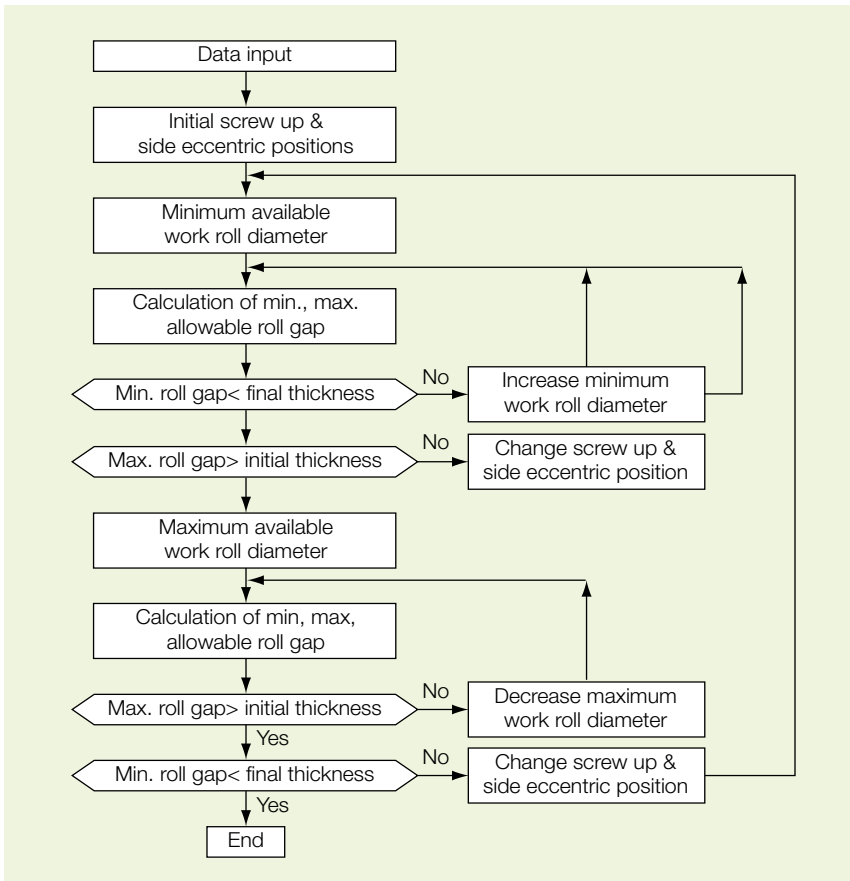 Data input
Initial screw up &
side eccentric positions
Minimum available
work roll diameter
Calculation of min., max.
allowable roll gap
Min. roll gap< final thickness
No
Increase minimum
work roll diameter
Max. roll gap> initial thickness
No
Change screw up &
side eccentric position
Maximum available
work roll diameter
Calculation of min, max,
allowable roll gap
Max. roll gap> initial thickness
No
Decrease maximum
work roll diameter
Yes
Min. roll gap< final thickness
No
Change screw up &
side eccentric position
Yes
End